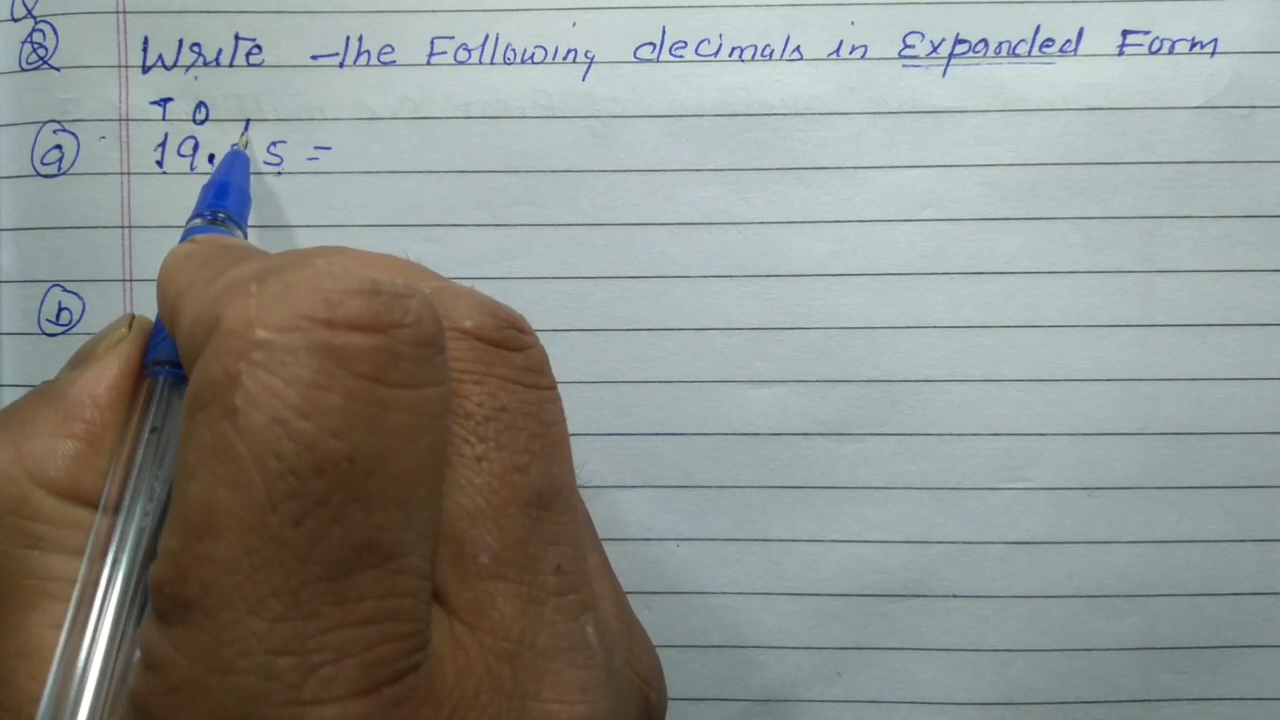 Q Write the Following decimals in Expanded Form
T O
a 19. 5 =
b